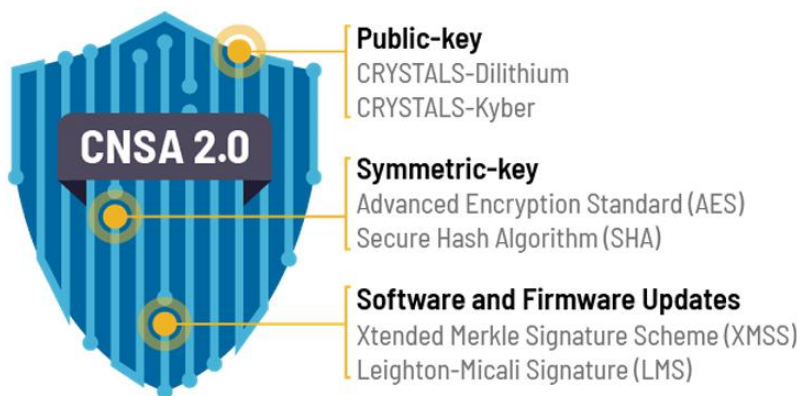 CNSA 2.0
Public-key
CRYSTALS-Dilithium
CRYSTALS-Kyber
Symmetric-key
Advanced Encryption Standard (AES)
Secure Hash Algorithm (SHA)
Software and Firmware Updates
Xtended Merkle Signature Scheme (XMSS)
Leighton-Micali Signature (LMS)